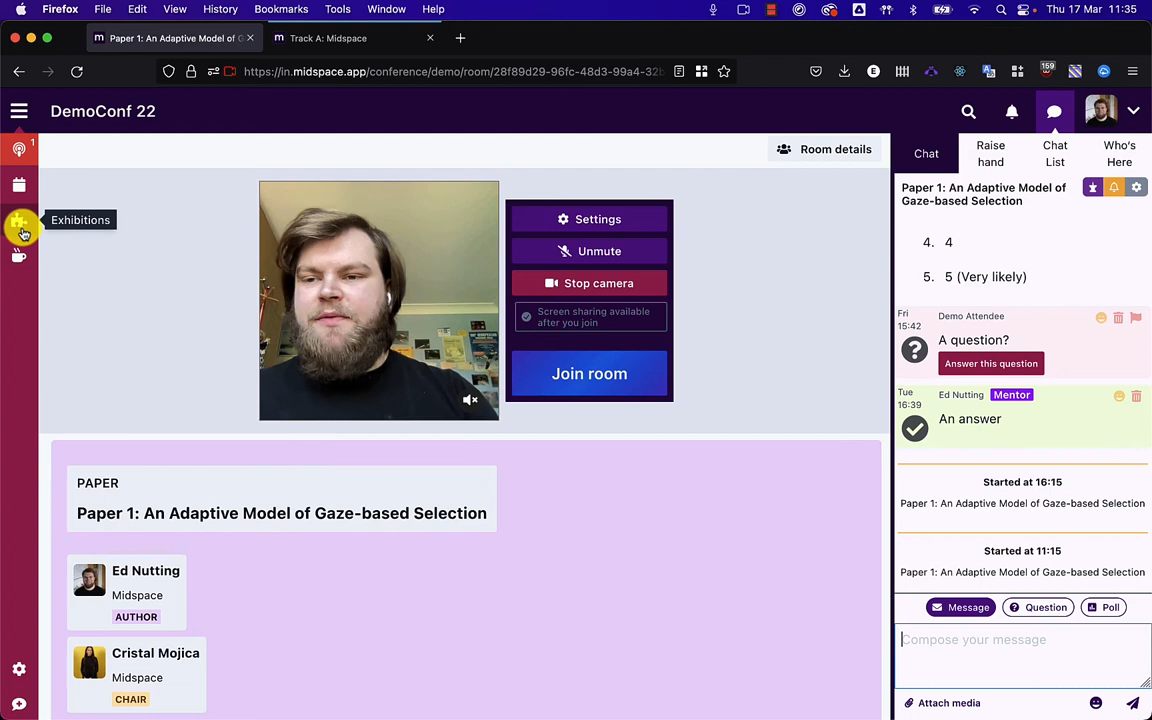 Firefox File Edit View History Bookmarks Tools Window Help Thu 17 Mar 11:35
Paper 1: An Adaptive Model of G
Track A: Midspace
https://in.midspace.app/conference/demo/room/28f89d29-96fc-48d3-99a4-32b
159
DemoConf 22
1
Room details
Exhibitions
Settings
Unmute
Stop camera
Screen sharing available
after you join
Join room
PAPER
Paper 1: An Adaptive Model of Gaze-based Selection
Ed Nutting
Midspace
AUTHOR
Cristal Mojica
Midspace
CHAIR
Chat
Raise
hand
Chat
List
Who's
Here
Paper 1: An Adaptive Model of
Gaze-based Selection
4. 4
5. 5 (Very likely)
Fri
15:42
Demo Attendee
A question?
Answer this question
Tue
16:39
Ed Nutting Mentor
An answer
Started at 16:15
Paper 1: An Adaptive Model of Gaze-based Selection
Started at 11:15
Paper 1: An Adaptive Model of Gaze-based Selection
Message
Question
Poll
Compose your message
Attach media